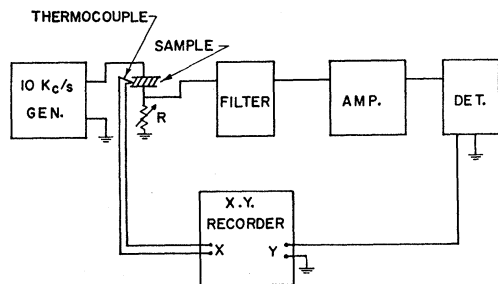 THERMOCOUPLE
SAMPLE
10 Kc/s
GEN.
R
FILTER
AMP.
DET.
X.Y.
RECORDER
X
Y